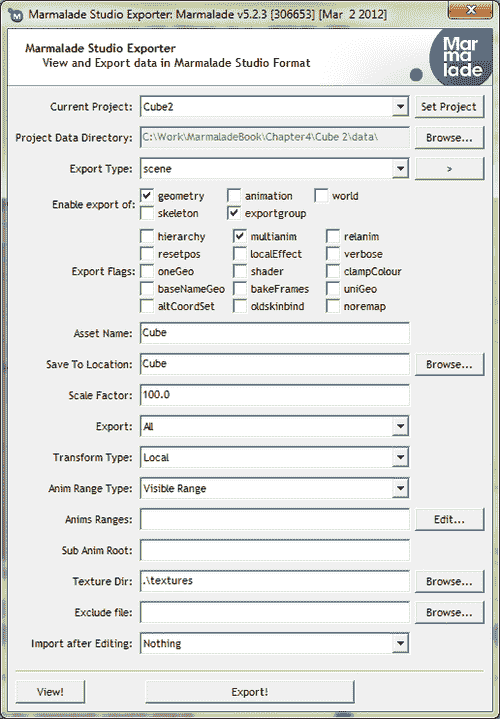 Marmalade Studio Exporter: Marmalade v5.2.3 [306653] [Mar 2 2012]
Marmalade Studio Exporter
View and Export data in Marmalade Studio Format
Mar
ma
lade
Current Project: Cube2 Set Project
Project Data Directory: C:\Work\MarmaladeBook\Chapter4\Cube 2\data\ Browse...
Export Type: scene >
Enable export of: geometry animation world
skeleton exportgroup
hierarchy multianim relanim
resetpos localEffect verbose
Export Flags: oneGeo shader clampColour
baseNameGeo bakeFrames uniGeo
altCoordSet oldskinbind noremap
Asset Name: Cube
Save To Location: Cube Browse...
Scale Factor: 100.0
Export: All
Transform Type: Local
Anim Range Type: Visible Range
Anims Ranges: Edit...
Sub Anim Root:
Texture Dir: .\textures Browse...
Exclude file: Browse...
Import after Editing: Nothing
View! Export!